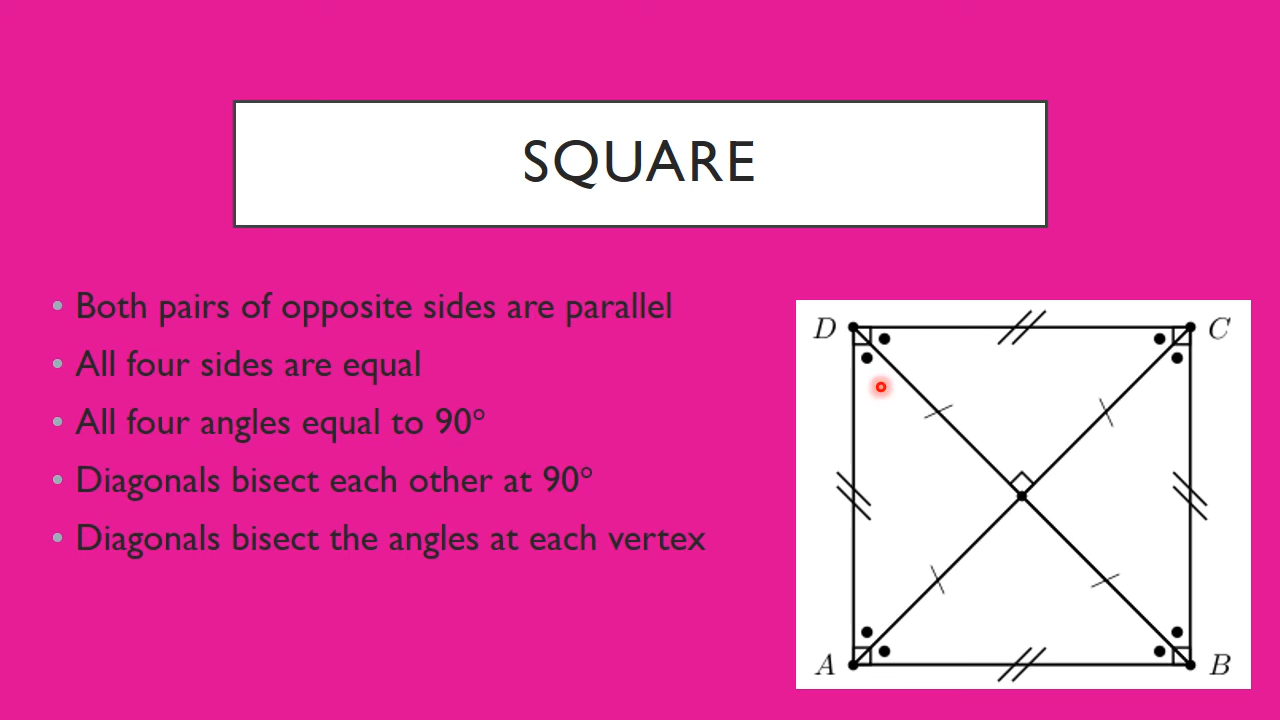 SQUARE
• Both pairs of opposite sides are parallel
• All four sides are equal
• All four angles equal to 90°
• Diagonals bisect each other at 90°
• Diagonals bisect the angles at each vertex
D C
A B